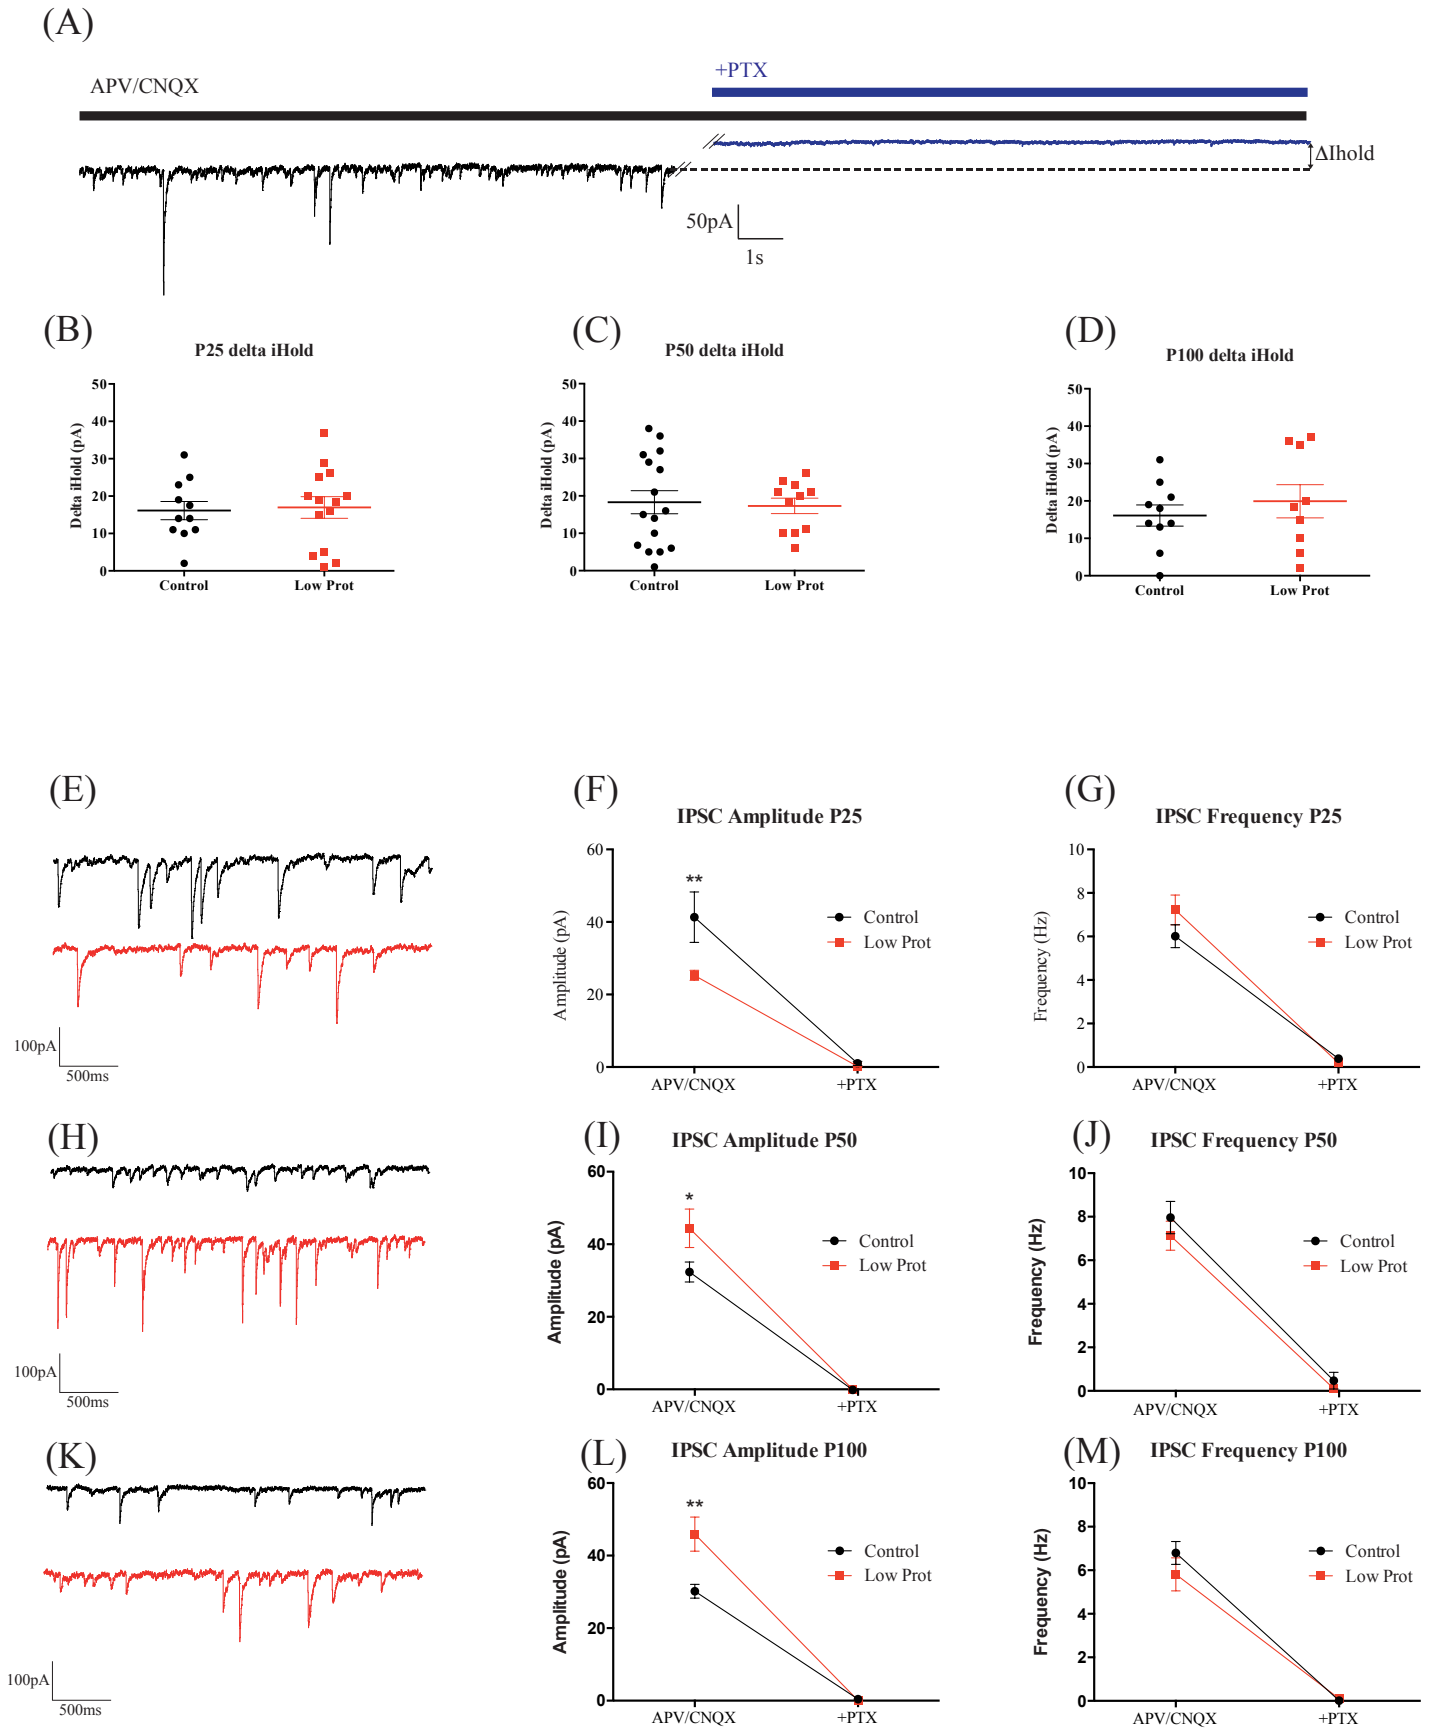 (A)
APV/CNQX
+PTX
ΔIhold
50pA
1s
(B)
P25 delta iHold
Delta iHold (pA)
50
40
30
20
10
0
Control
Low Prot
(C)
P50 delta iHold
Delta iHold (pA)
50
40
30
20
10
0
Control
Low Prot
(D)
P100 delta iHold
Delta iHold (pA)
50
40
30
20
10
0
Control
Low Prot
(E)
100pA
500ms
(F)
IPSC Amplitude P25
Amplitude (pA)
60
40
20
0
**
Control
Low Prot
APV/CNQX
+PTX
(G)
IPSC Frequency P25
Frequency (Hz)
10
8
6
4
2
0
Control
Low Prot
APV/CNQX
+PTX
(H)
100pA
500ms
(I)
IPSC Amplitude P50
Amplitude (pA)
60
40
20
0
*
Control
Low Prot
APV/CNQX
+PTX
(J)
IPSC Frequency P50
Frequency (Hz)
10
8
6
4
2
0
Control
Low Prot
APV/CNQX
+PTX
(K)
100pA
500ms
(L)
IPSC Amplitude P100
Amplitude (pA)
60
40
20
0
**
Control
Low Prot
APV/CNQX
+PTX
(M)
IPSC Frequency P100
Frequency (Hz)
10
8
6
4
2
0
Control
Low Prot
APV/CNQX
+PTX